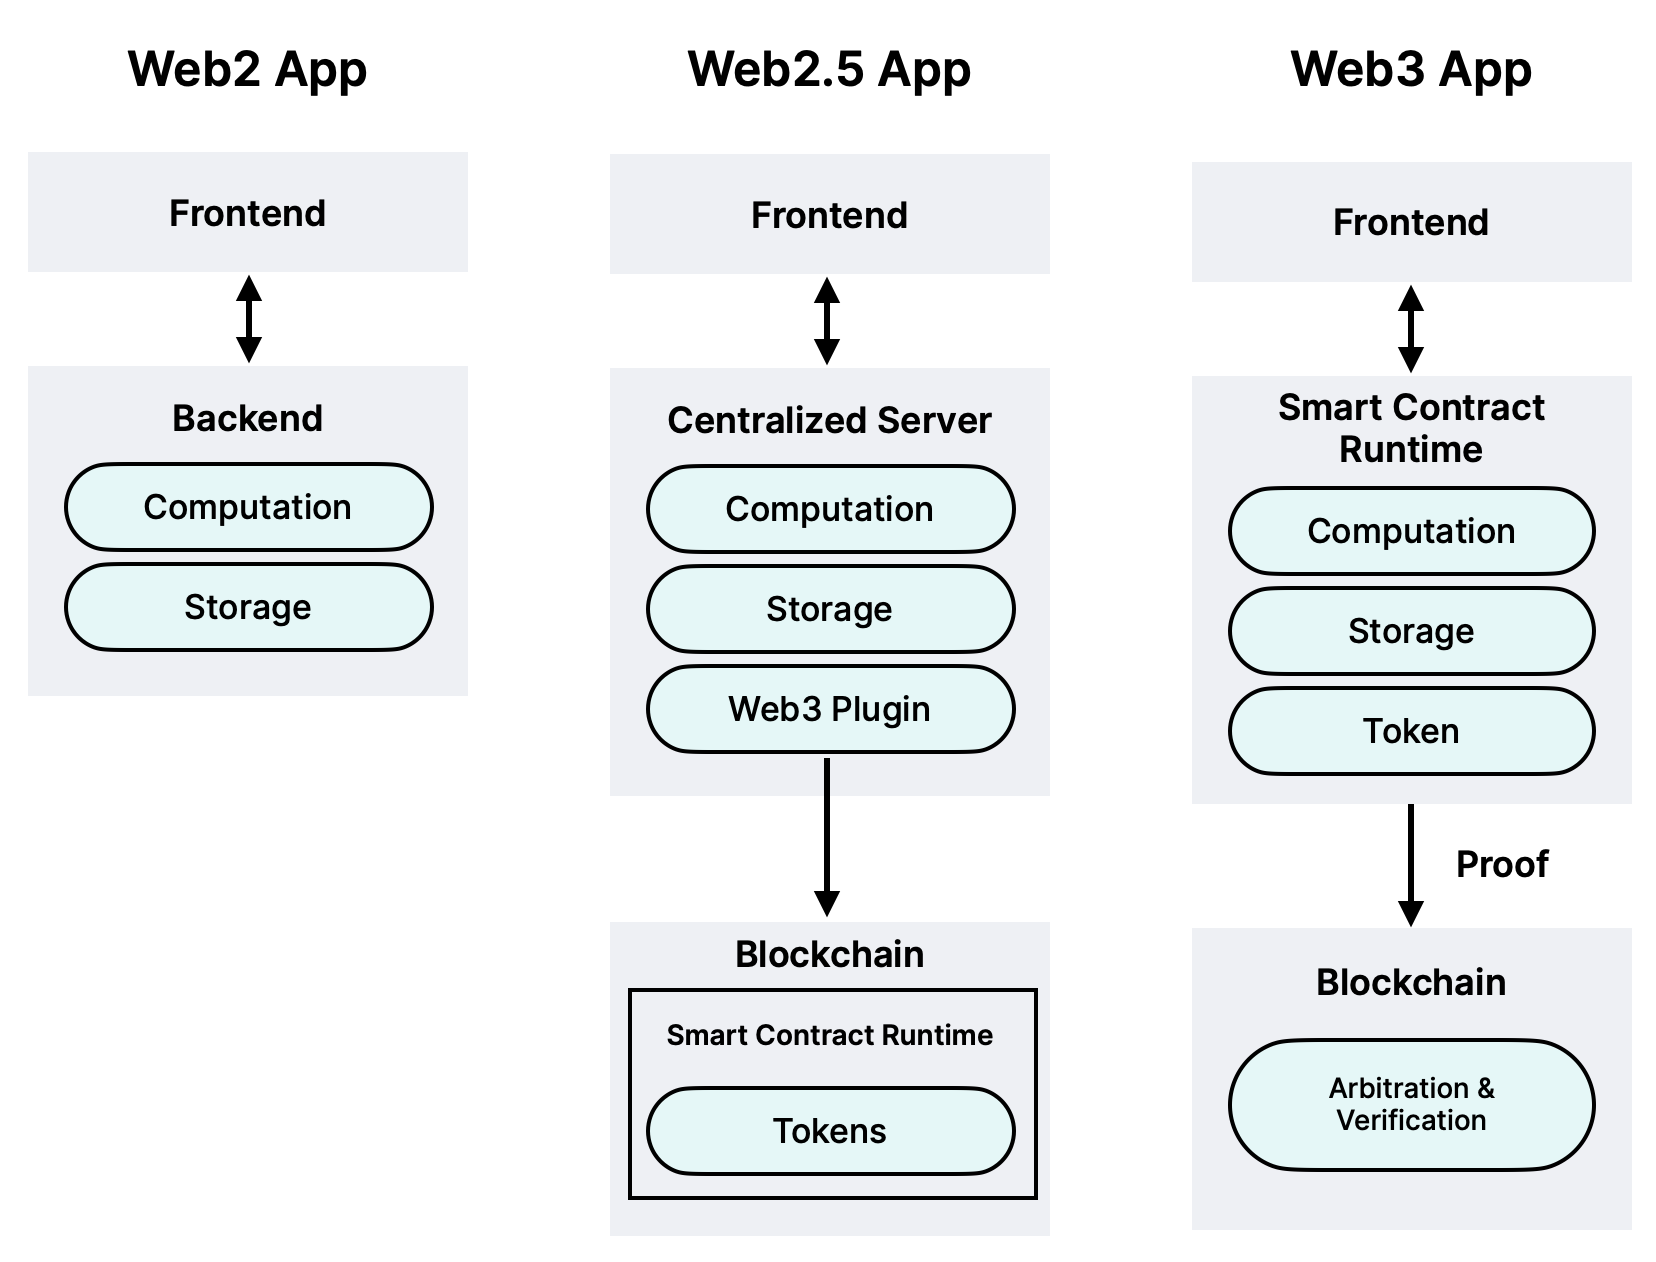 Web2 App
Frontend
Backend
Computation
Storage
Web2.5 App
Frontend
Centralized Server
Computation
Storage
Web3 Plugin
Blockchain
Smart Contract Runtime
Tokens
Web3 App
Frontend
Smart Contract
Runtime
Computation
Storage
Token
Proof
Blockchain
Arbitration &
Verification